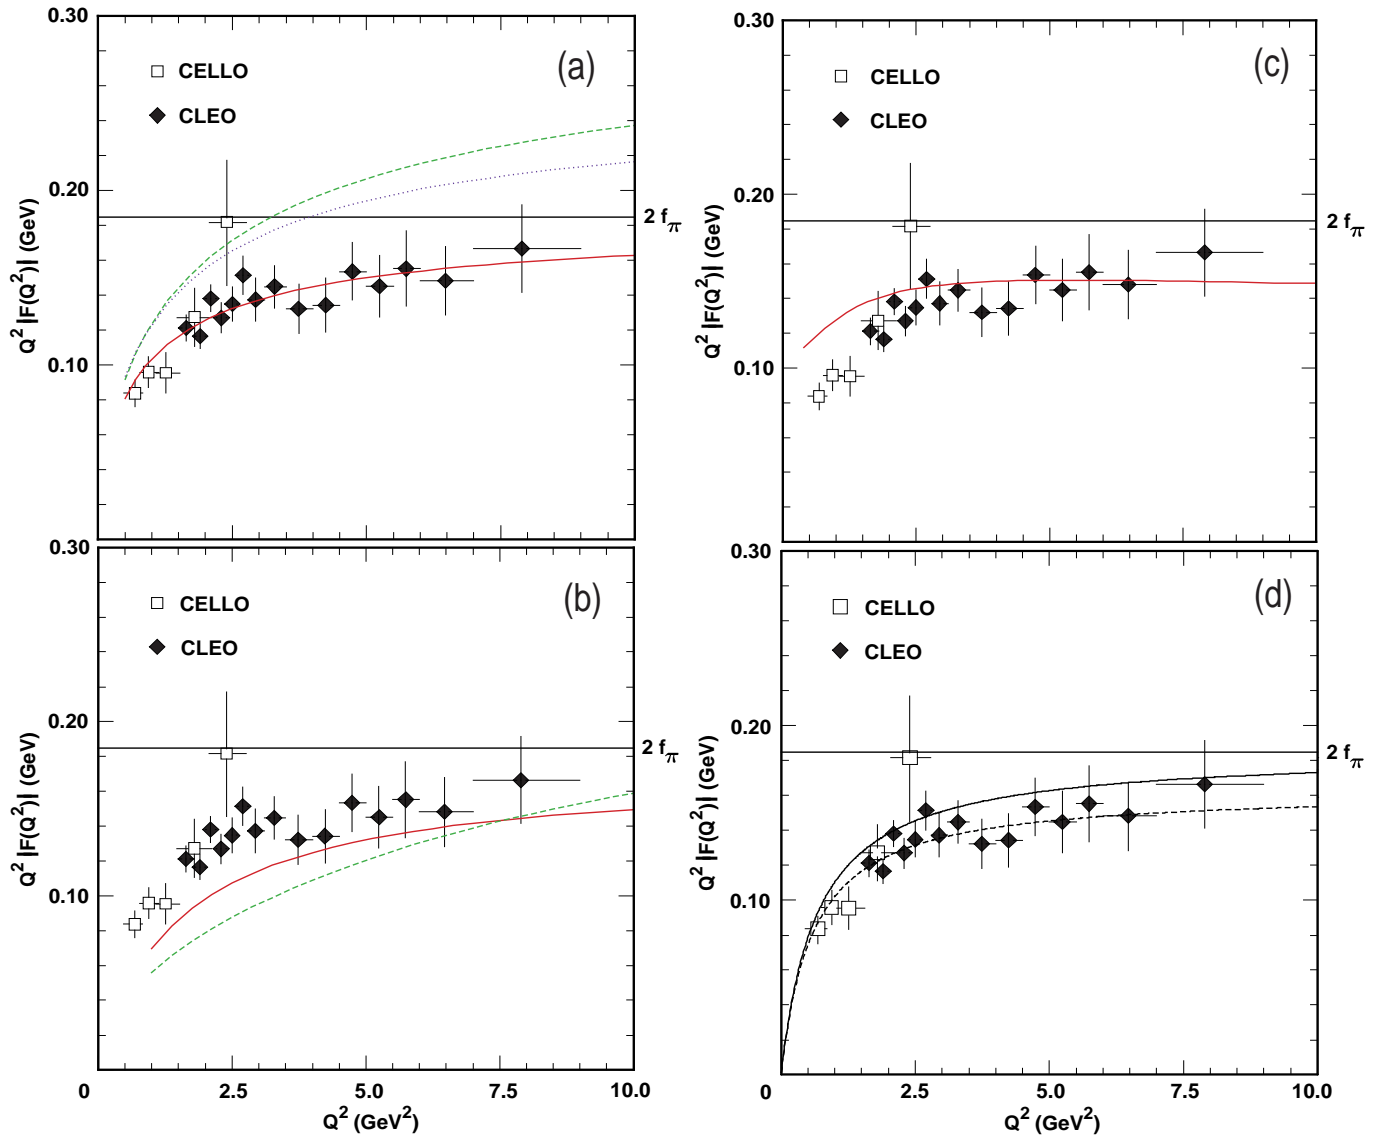 0.30
CELLO
CLEO
(a)
0.20
2 fπ
0.10
Q² |F(Q²)| (GeV)
0.30
CELLO
CLEO
(c)
0.20
2 fπ
0.10
Q² |F(Q²)| (GeV)
0.30
CELLO
CLEO
(b)
0.20
2 fπ
0.10
Q² |F(Q²)| (GeV)
0 2.5 5.0 7.5 10.0
Q² (GeV²)
0.30
CELLO
CLEO
(d)
0.20
2 fπ
0.10
Q² |F(Q²)| (GeV)
0 2.5 5.0 7.5 10.0
Q² (GeV²)